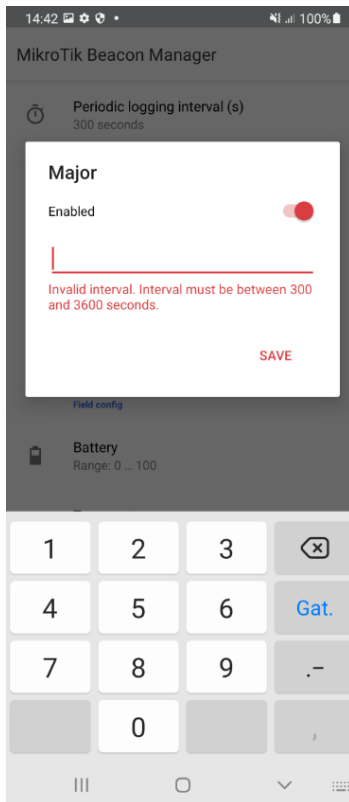 14:42 100%
MikroTik Beacon Manager
Periodic logging interval (s)
300 seconds
Major
Enabled
Invalid interval. Interval must be between 300
and 3600 seconds.
SAVE
Field config
Battery
Range: 0 ... 100
1 2 3
4 5 6 Gat.
7 8 9 .-
0 ,